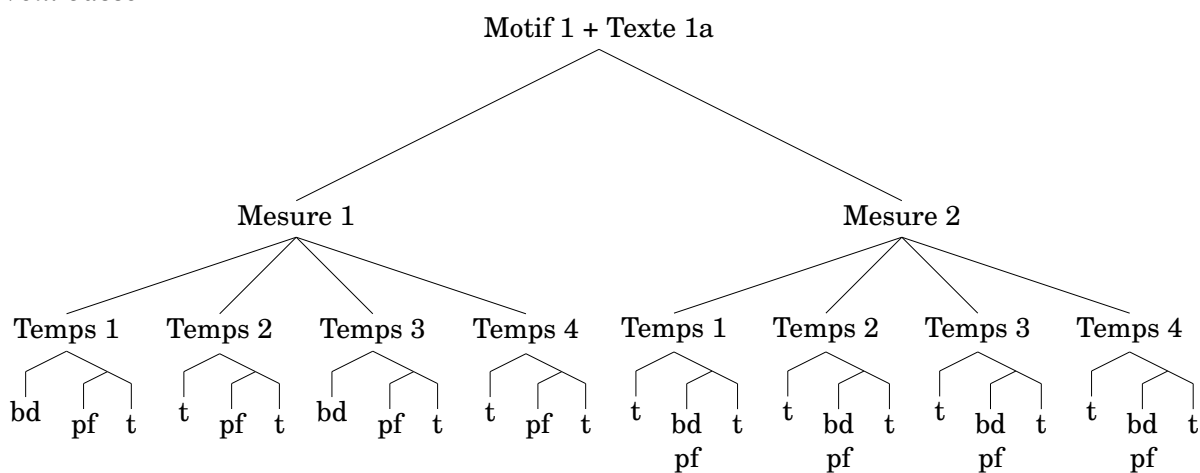 Motif 1 + Texte 1a
Mesure 1 Mesure 2
Temps 1 Temps 2 Temps 3 Temps 4 Temps 1 Temps 2 Temps 3 Temps 4
bd pf t t pf t bd pf t t pf t t bd t t bd t t bd t t bd t
pf pf pf pf